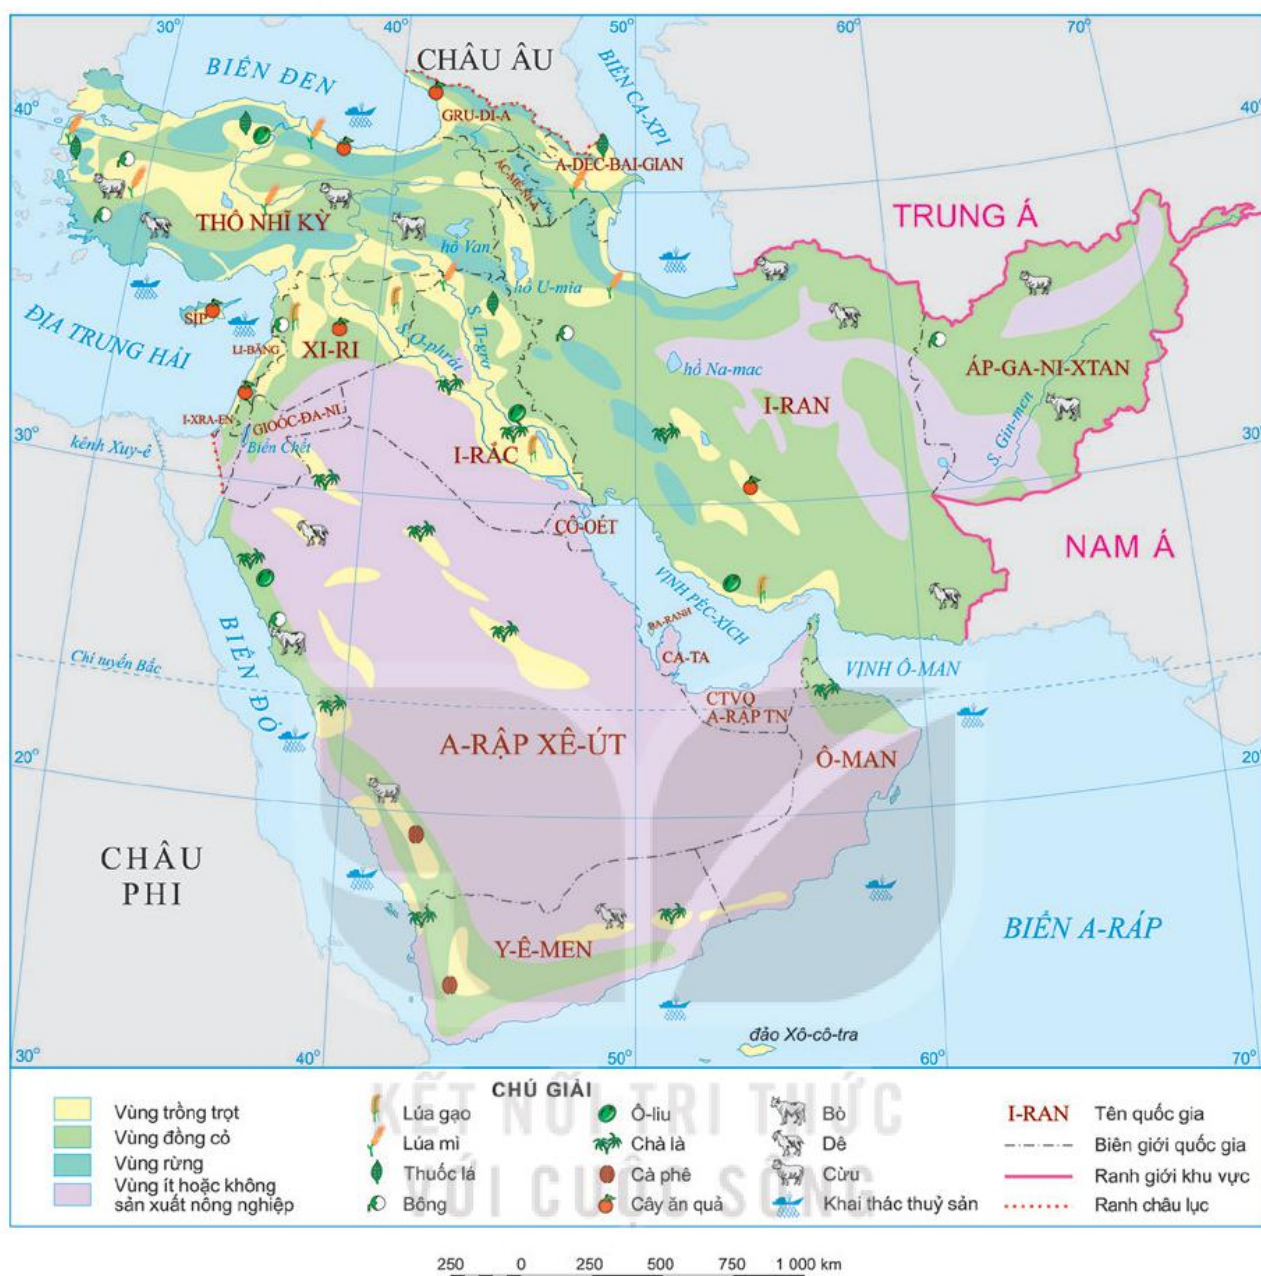 30°
40°
50°
60°
70°
CHÂU ÂU
BIỂN ĐEN
BIỂN CA-XPI
40°
40°
GRU-DI-A
A-DÉC-BAI-GIAN
ÁC-MÊ-NI-A
TRUNG Á
THỔ NHĨ KỲ
hồ Van
hồ U-mia
SÍP
ĐỊA TRUNG HẢI
LI-BĂNG
XI-RI
S. Ơ-phrát
S. Ti-grơ
hồ Na-mac
ÁP-GA-NI-XTAN
I-RAN
I-XRA-EN
GIOÓC-ĐA-NI
Biển Chết
30°
kênh Xuy-ê
I-RẮC
S. Gin-men
30°
CÔ-OÉT
NAM Á
VỊNH PÉC-XÍCH
BA-RANH
BIỂN ĐỎ
CA-TA
Chí tuyến Bắc
VỊNH Ô-MAN
CTVQ
A-RẬP TN
A-RẬP XÊ-ÚT
Ô-MAN
20°
20°
CHÂU
PHI
BIỂN A-RÁP
Y-Ê-MEN
đảo Xô-cô-tra
30°
40°
50°
60°
70°
CHÚ GIẢI
Vùng trồng trọt
Vùng đồng cỏ
Vùng rừng
Vùng ít hoặc không
sản xuất nông nghiệp
Lúa gạo
Lúa mì
Thuốc lá
Bông
Ô-liu
Chà là
Cà phê
Cây ăn quả
Bò
Dê
Cừu
Khai thác thuỷ sản
I-RAN
Tên quốc gia
Biên giới quốc gia
Ranh giới khu vực
Ranh châu lục
KẾT NỐI TRI THỨC
VỚI CUỘC SỐNG
250 0 250 500 750 1 000 km